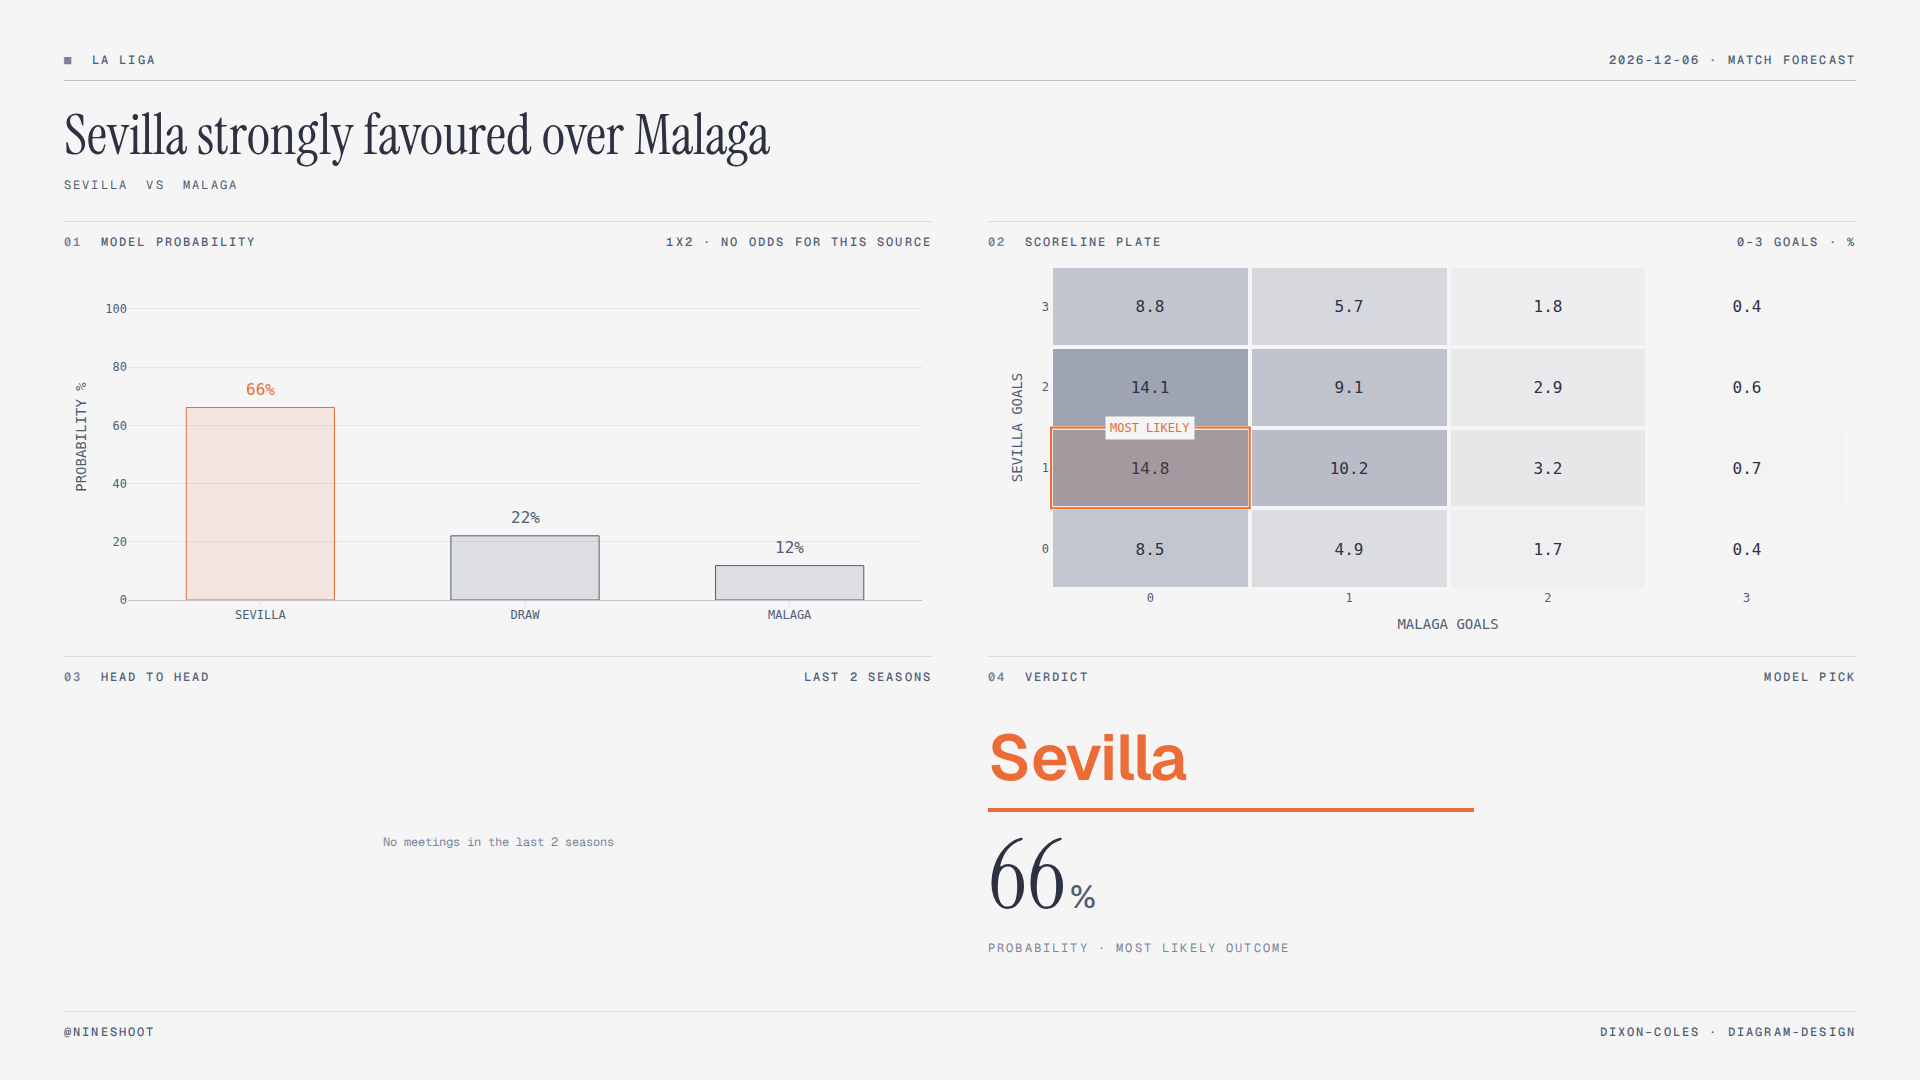 ■ LA LIGA
2026-12-06 · MATCH FORECAST
Sevilla strongly favoured over Malaga
SEVILLA VS MALAGA
01 MODEL PROBABILITY
1X2 · NO ODDS FOR THIS SOURCE
PROBABILITY %
100
80
60
40
20
0
66%
22%
12%
SEVILLA
DRAW
MALAGA
02 SCORELINE PLATE
0–3 GOALS · %
SEVILLA GOALS
3 8.8 5.7 1.8 0.4
2 14.1 9.1 2.9 0.6
MOST LIKELY
1 14.8 10.2 3.2 0.7
0 8.5 4.9 1.7 0.4
0 1 2 3
MALAGA GOALS
03 HEAD TO HEAD
LAST 2 SEASONS
No meetings in the last 2 seasons
04 VERDICT
MODEL PICK
Sevilla
66%
PROBABILITY · MOST LIKELY OUTCOME
@NINESHOOT
DIXON-COLES · DIAGRAM-DESIGN